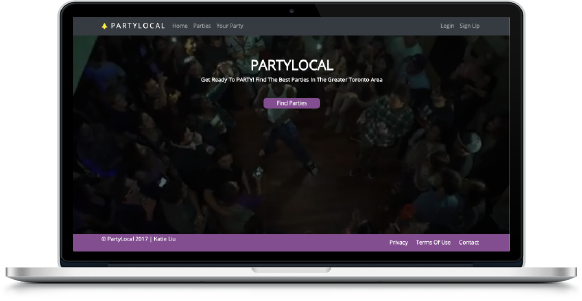 PARTYLOCAL Home Parties Your Party Login Sign Up
PARTYLOCAL
Get Ready To PARTY! Find The Best Parties In The Greater Toronto Area
Find Parties
© PartyLocal 2017 | Katie Liu Privacy Terms Of Use Contact